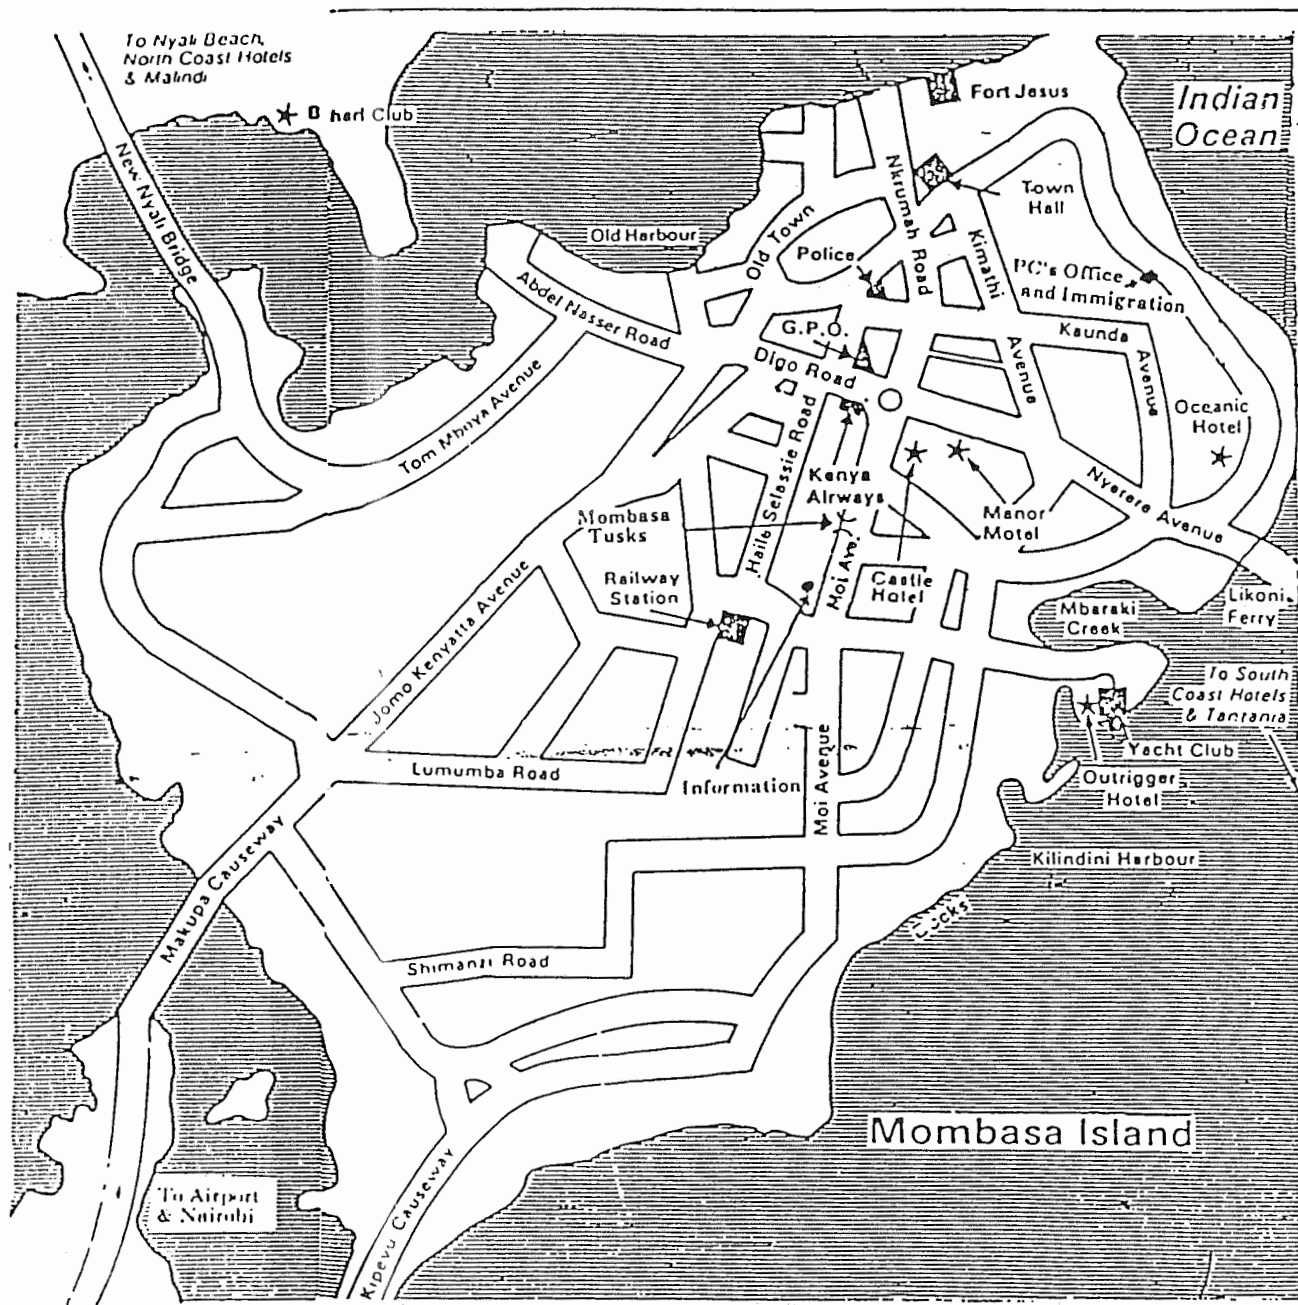 To Nyali Beach,
North Coast Hotels
& Malindi
Club
Fort Jesus
Indian
Ocean
New Nyali Bridge
Town
Hall
Nkrumah Road
Old Harbour
Old Town
Police
Kimathi
Avenue
PC's Office
and Immigration
Abdel Nasser Road
G.P.O.
Kaunda
Avenue
Digo Road
Tom Mboya Avenue
Oceanic
Hotel
Haile Selassie Road
Kenya
Airways
Nyerere Avenue
Manor
Motel
Mombasa
Tusks
Moi Ave.
Railway
Station
Castle
Hotel
Likoni
Ferry
Mbaraki
Creek
Jomo Kenyatta Avenue
To South
Coast Hotels
& Tantania
Yacht Club
Lumumba Road
Information
Moi Avenue
Outrigger
Hotel
Makupa Causeway
Kilindini Harbour
Docks
Shimanzi Road
Mombasa Island
To Airport
& Nairobi
Kipevu Causeway